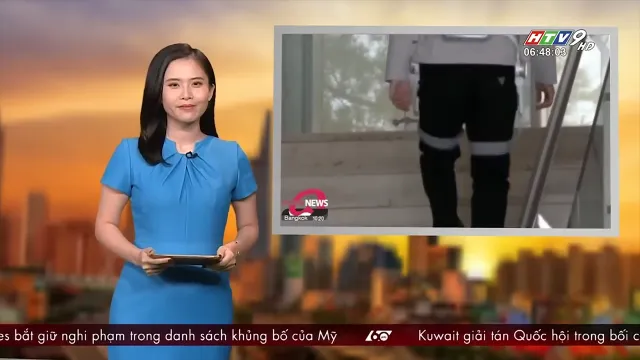 HTV9 HD
06:48:03
NEWS
Bangkok 10:20
es bắt giữ nghi phạm trong danh sách khủng bố của Mỹ 60 Kuwait giải tán Quốc hội trong bối c